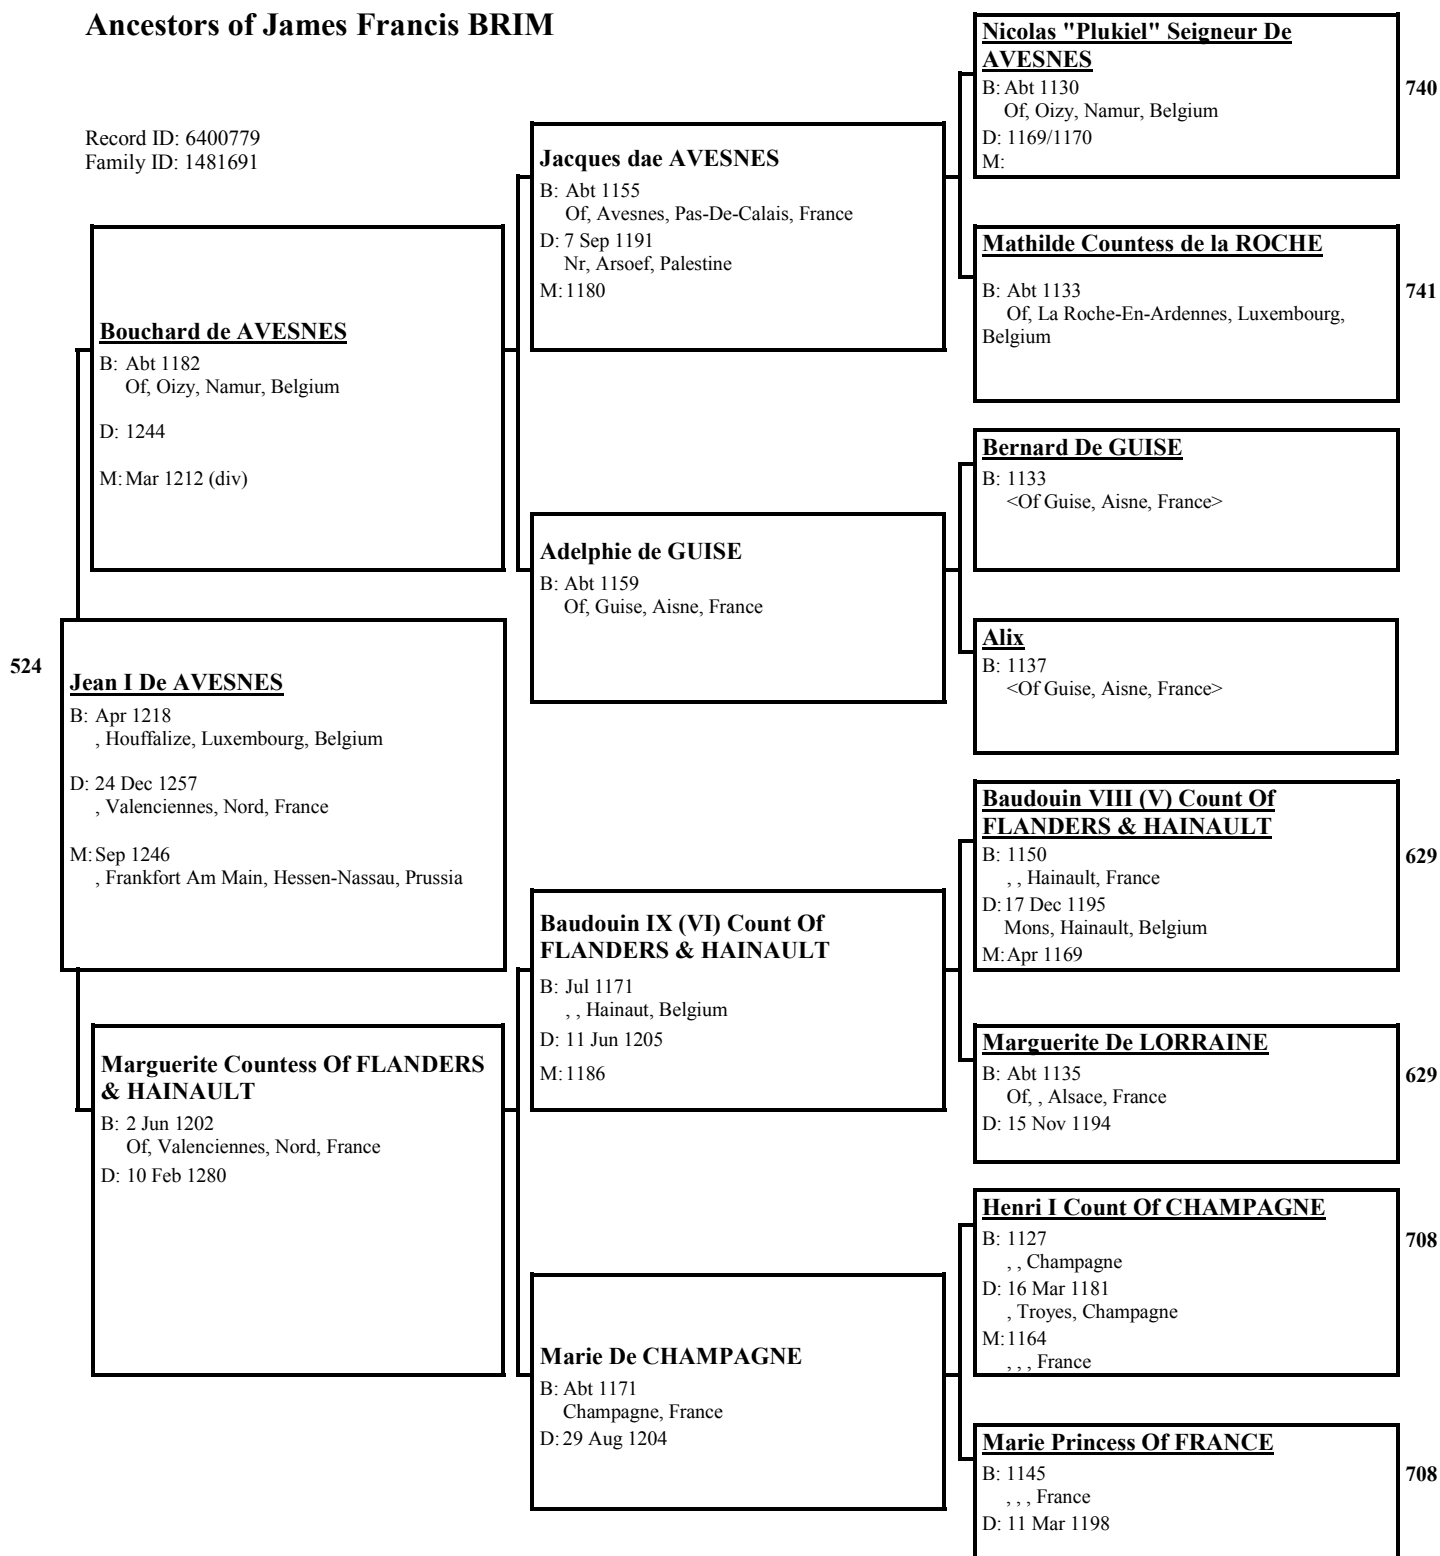 Ancestors of James Francis BRIM
Record ID: 6400779
Family ID: 1481691
524
Jean I De AVESNES
B: Apr 1218
, Houffalize, Luxembourg, Belgium
D: 24 Dec 1257
, Valenciennes, Nord, France
M: Sep 1246
, Frankfort Am Main, Hessen-Nassau, Prussia
Bouchard de AVESNES
B: Abt 1182
Of, Oizy, Namur, Belgium
D: 1244
M: Mar 1212 (div)
Marguerite Countess Of FLANDERS
& HAINAULT
B: 2 Jun 1202
Of, Valenciennes, Nord, France
D: 10 Feb 1280
Jacques dae AVESNES
B: Abt 1155
Of, Avesnes, Pas-De-Calais, France
D: 7 Sep 1191
Nr, Arsoef, Palestine
M: 1180
Adelphie de GUISE
B: Abt 1159
Of, Guise, Aisne, France
Baudouin IX (VI) Count Of
FLANDERS & HAINAULT
B: Jul 1171
, , Hainaut, Belgium
D: 11 Jun 1205
M: 1186
Marie De CHAMPAGNE
B: Abt 1171
Champagne, France
D: 29 Aug 1204
Nicolas "Plukiel" Seigneur De
AVESNES
B: Abt 1130
Of, Oizy, Namur, Belgium
D: 1169/1170
M:
740
Mathilde Countess de la ROCHE
B: Abt 1133
Of, La Roche-En-Ardennes, Luxembourg,
Belgium
741
Bernard De GUISE
B: 1133
<Of Guise, Aisne, France>
Alix
B: 1137
<Of Guise, Aisne, France>
Baudouin VIII (V) Count Of
FLANDERS & HAINAULT
B: 1150
, , Hainault, France
D: 17 Dec 1195
Mons, Hainault, Belgium
M: Apr 1169
629
Marguerite De LORRAINE
B: Abt 1135
Of, , Alsace, France
D: 15 Nov 1194
629
Henri I Count Of CHAMPAGNE
B: 1127
, , Champagne
D: 16 Mar 1181
, Troyes, Champagne
M: 1164
, , , France
708
Marie Princess Of FRANCE
B: 1145
, , , France
D: 11 Mar 1198
708